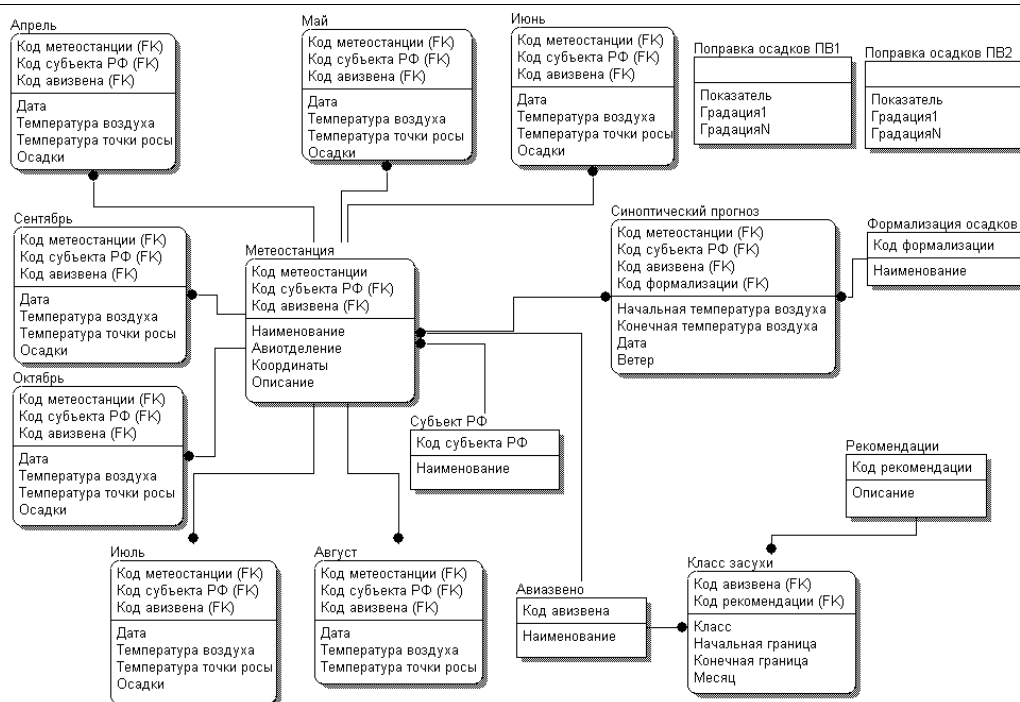 Апрель
Код метеостанции (FK)
Код субъекта РФ (FK)
Код авизвена (FK)
Дата
Температура воздуха
Температура точки росы
Осадки
Май
Код метеостанции (FK)
Код субъекта РФ (FK)
Код авизвена (FK)
Дата
Температура воздуха
Температура точки росы
Осадки
Июнь
Код метеостанции (FK)
Код субъекта РФ (FK)
Код авизвена (FK)
Дата
Температура воздуха
Температура точки росы
Осадки
Поправка осадков ПВ1
Показатель
Градация1
ГрадацияN
Поправка осадков ПВ2
Показатель
Градация1
ГрадацияN
Сентябрь
Код метеостанции (FK)
Код субъекта РФ (FK)
Код авизвена (FK)
Дата
Температура воздуха
Температура точки росы
Осадки
Метеостанция
Код метеостанции
Код субъекта РФ (FK)
Код авизвена (FK)
Наименование
Авиотделение
Координаты
Описание
Синоптический прогноз
Код метеостанции (FK)
Код субъекта РФ (FK)
Код авизвена (FK)
Код формализации (FK)
Начальная температура воздуха
Конечная температура воздуха
Дата
Ветер
Формализация осадков
Код формализации
Наименование
Октябрь
Код метеостанции (FK)
Код субъекта РФ (FK)
Код авизвена (FK)
Дата
Температура воздуха
Температура точки росы
Осадки
Субъект РФ
Код субъекта РФ
Наименование
Рекомендации
Код рекомендации
Описание
Июль
Код метеостанции (FK)
Код субъекта РФ (FK)
Код авизвена (FK)
Дата
Температура воздуха
Температура точки росы
Осадки
Август
Код метеостанции (FK)
Код субъекта РФ (FK)
Код авизвена (FK)
Дата
Температура воздуха
Температура точки росы
Авиазвено
Код авизвена
Наименование
Класс засухи
Код авизвена (FK)
Код рекомендации (FK)
Класс
Начальная граница
Конечная граница
Месяц